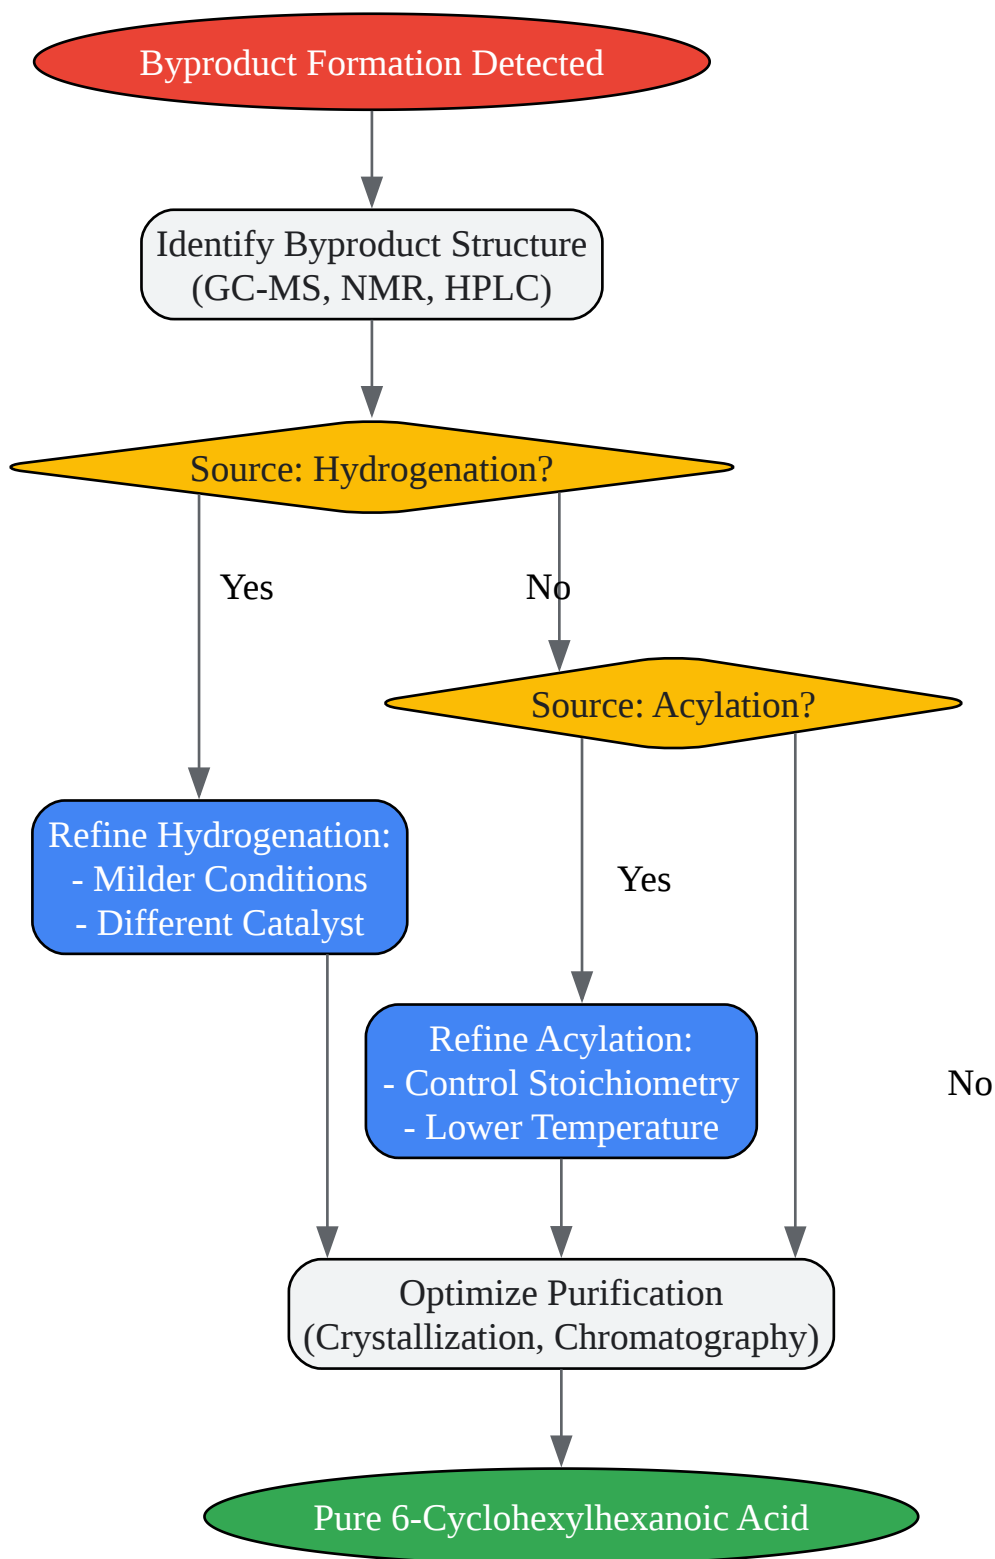 Byproduct Formation Detected
Identify Byproduct Structure
(GC-MS, NMR, HPLC)
Source: Hydrogenation?
Yes
No
Source: Acylation?
Refine Hydrogenation:
- Milder Conditions
- Different Catalyst
Yes
Refine Acylation:
- Control Stoichiometry
- Lower Temperature
No
Optimize Purification
(Crystallization, Chromatography)
Pure 6-Cyclohexylhexanoic Acid